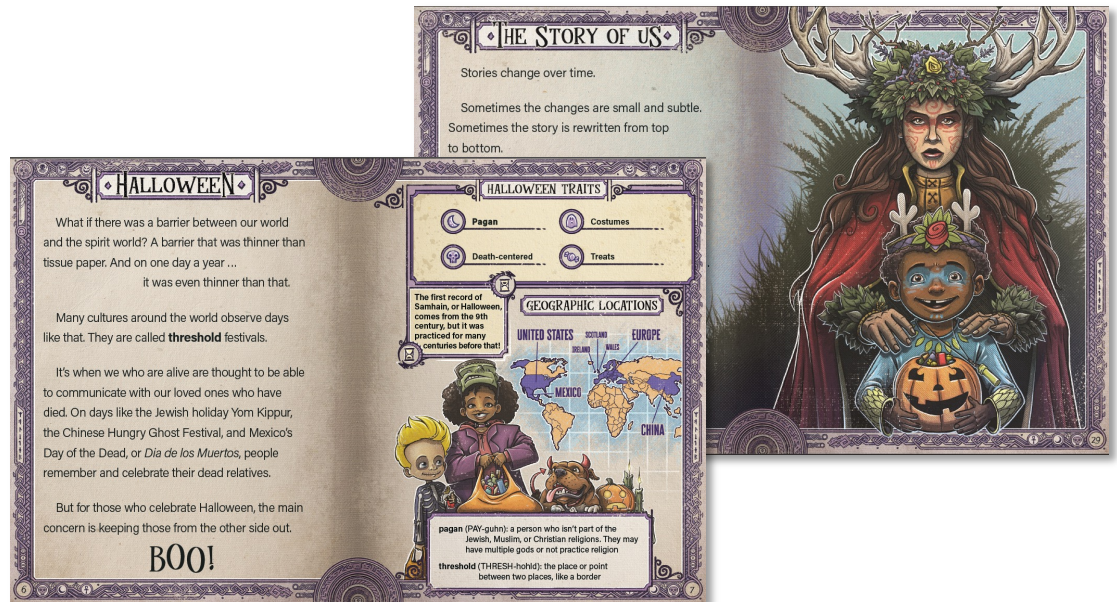 THE STORY OF US
Stories change over time.
Sometimes the changes are small and subtle.
Sometimes the story is rewritten from top
to bottom.
29
HALLOWEEN
What if there was a barrier between our world
and the spirit world? A barrier that was thinner than
tissue paper. And on one day a year ...
it was even thinner than that.
Many cultures around the world observe days
like that. They are called threshold festivals.
It's when we who are alive are thought to be able
to communicate with our loved ones who have
died. On days like the Jewish holiday Yom Kippur,
the Chinese Hungry Ghost Festival, and Mexico's
Day of the Dead, or Día de los Muertos, people
remember and celebrate their dead relatives.
But for those who celebrate Halloween, the main
concern is keeping those from the other side out.
BOO!
6
HALLOWEEN TRAITS
Pagan
Costumes
Death-centered
Treats
The first record of
Samhain, or Halloween,
comes from the 9th
century, but it was
practiced for many
centuries before that!
GEOGRAPHIC LOCATIONS
UNITED STATES
SCOTLAND
EUROPE
IRELAND
WALES
MEXICO
CHINA
pagan (PAY-guhn): a person who isn't part of the
Jewish, Muslim, or Christian religions. They may
have multiple gods or not practice religion
threshold (THRESH-hohld): the place or point
between two places, like a border
7